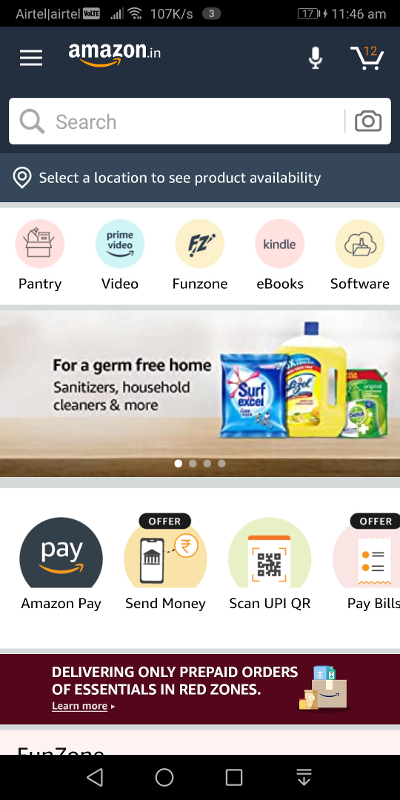 Airtel|airtel VoLTE 107K/s 3 17 11:46 am
amazon.in
12
Search
Select a location to see product availability
prime
video
FZ
kindle
Pantry Video Funzone eBooks Software
For a germ free home
Sanitizers, household
cleaners & more
Surf
excel
Lizol
Dettol
OFFER OFFER
pay
Amazon Pay Send Money Scan UPI QR Pay Bills
DELIVERING ONLY PREPAID ORDERS
OF ESSENTIALS IN RED ZONES.
Learn more
FunZone